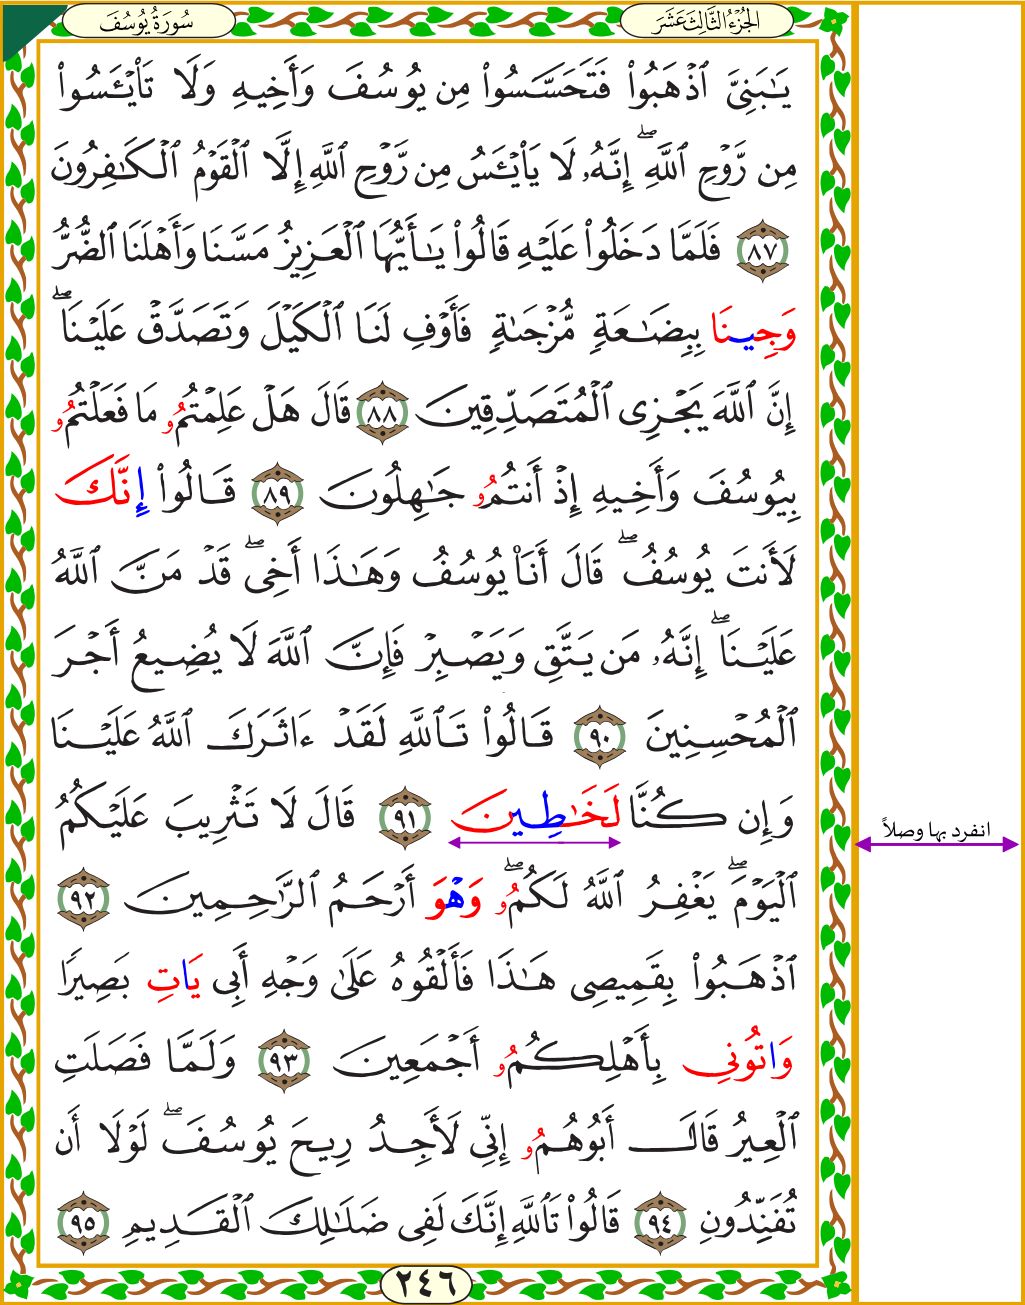 سُورَةُ يُوسُفَ
الجُزْءُ الثَّالِثَ عَشَرَ
يَٰبَنِيَّ ٱذۡهَبُواْ فَتَحَسَّسُواْ مِن يُوسُفَ وَأَخِيهِ وَلَا تَاْيۡـَٔسُواْ
مِن رَّوۡحِ ٱللَّهِۖ إِنَّهُۥ لَا يَاْيۡـَٔسُ مِن رَّوۡحِ ٱللَّهِ إِلَّا ٱلۡقَوۡمُ ٱلۡكَٰفِرُونَ
٨٧ فَلَمَّا دَخَلُواْ عَلَيۡهِ قَالُواْ يَٰٓأَيُّهَا ٱلۡعَزِيزُ مَسَّنَا وَأَهۡلَنَا ٱلضُّرُّ
وَجِينَا بِبِضَٰعَةٖ مُّزۡجَىٰةٖ فَأَوۡفِ لَنَا ٱلۡكَيۡلَ وَتَصَدَّقۡ عَلَيۡنَاۖ
إِنَّ ٱللَّهَ يَجۡزِي ٱلۡمُتَصَدِّقِينَ ٨٨ قَالَ هَلۡ عَلِمۡتُمُۥ مَا فَعَلۡتُمُۥ
بِيُوسُفَ وَأَخِيهِ إِذۡ أَنتُمُۥ جَٰهِلُونَ ٨٩ قَالُواْ إِنَّكَ
لَأَنتَ يُوسُفُۖ قَالَ أَنَا۠ يُوسُفُ وَهَٰذَا أَخِيۖ قَدۡ مَنَّ ٱللَّهُ
عَلَيۡنَاۖ إِنَّهُۥ مَن يَتَّقِ وَيَصۡبِرۡ فَإِنَّ ٱللَّهَ لَا يُضِيعُ أَجۡرَ
ٱلۡمُحۡسِنِينَ ٩٠ قَالُواْ تَٱللَّهِ لَقَدۡ ءَاثَرَكَ ٱللَّهُ عَلَيۡنَا
وَإِن كُنَّا لَخَٰطِينَ ٩١ قَالَ لَا تَثۡرِيبَ عَلَيۡكُمُ
انفرد بها وصلاً
ٱلۡيَوۡمَۖ يَغۡفِرُ ٱللَّهُ لَكُمُۥۖ وَهۡوَ أَرۡحَمُ ٱلرَّٰحِمِينَ ٩٢
ٱذۡهَبُواْ بِقَمِيصِي هَٰذَا فَأَلۡقُوهُ عَلَىٰ وَجۡهِ أَبِي يَاتِ بَصِيرٗا
وَاتُونِي بِأَهۡلِكُمُۥ أَجۡمَعِينَ ٩٣ وَلَمَّا فَصَلَتِ
ٱلۡعِيرُ قَالَ أَبُوهُمُۥ إِنِّي لَأَجِدُ رِيحَ يُوسُفَۖ لَوۡلَا أَن
تُفَنِّدُونِ ٩٤ قَالُواْ تَٱللَّهِ إِنَّكَ لَفِي ضَلَٰلِكَ ٱلۡقَدِيمِ ٩٥
٢٤٦